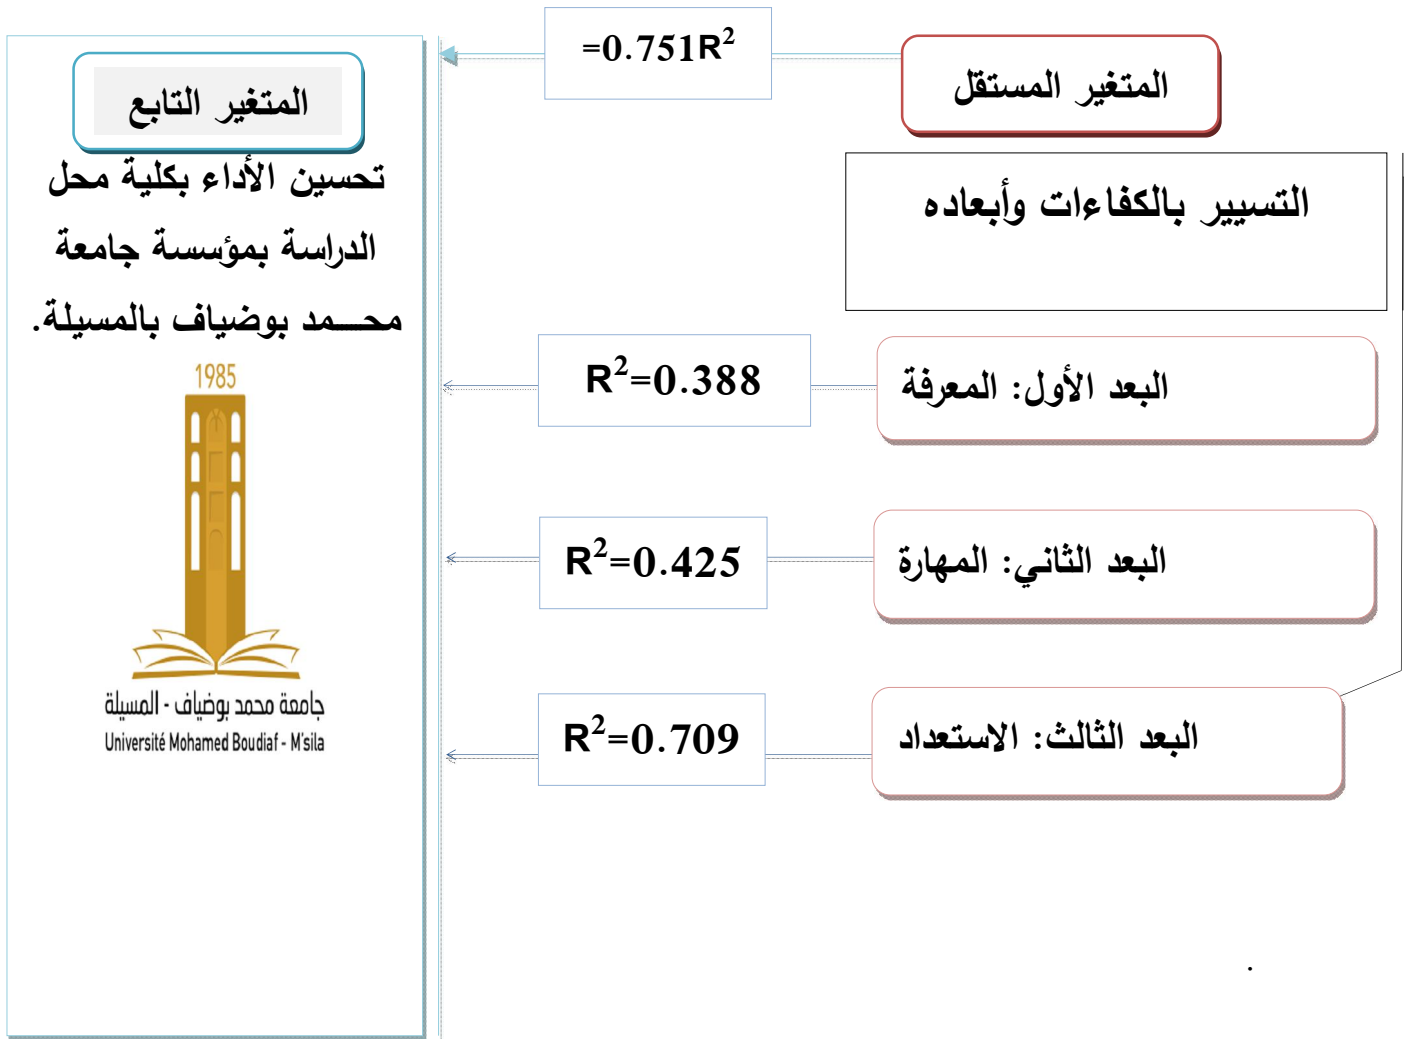 المتغير المستقل
=0.751R²
المتغير التابع
التسيير بالكفاءات وأبعاده
تحسين الأداء بكلية محل
الدراسة بمؤسسة جامعة
محـــمد بوضياف بالمسيلة.
البعد الأول: المعرفة
R²=0.388
البعد الثاني: المهارة
R²=0.425
البعد الثالث: الاستعداد
R²=0.709
1985
جامعة محمد بوضياف - المسيلة
Université Mohamed Boudiaf - M'sila
.